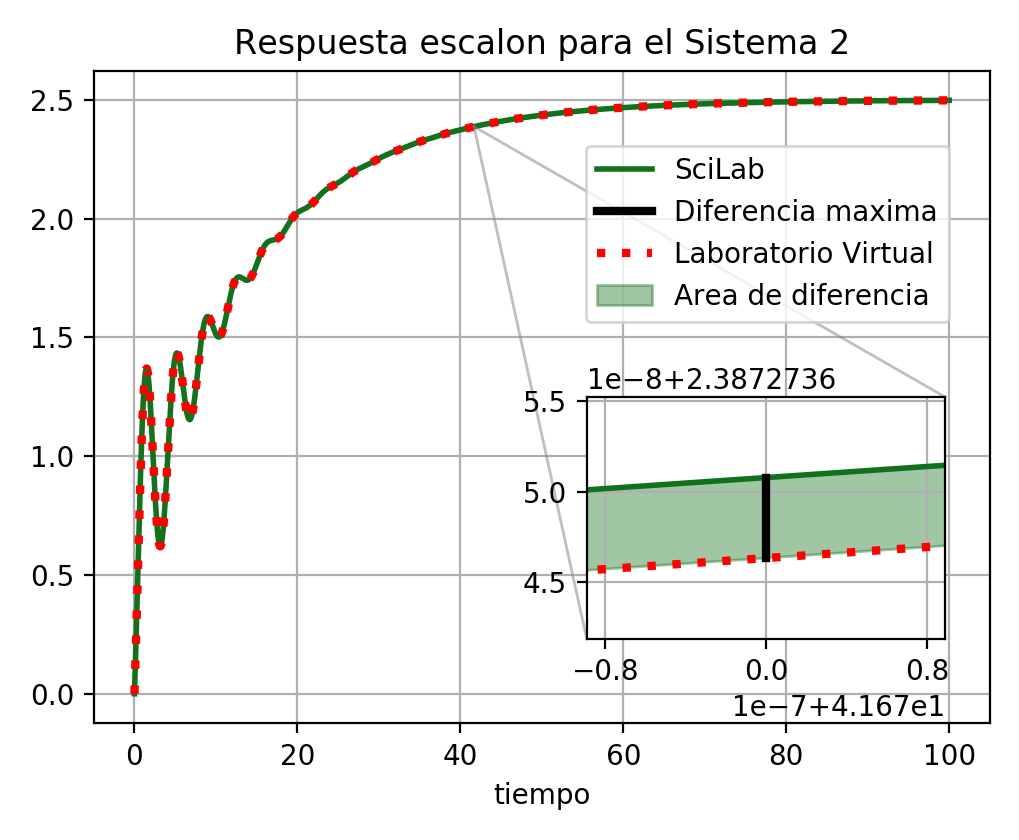 Respuesta escalon para el Sistema 2
2.5
2.0
1.5
1.0
0.5
0.0
SciLab
Diferencia maxima
Laboratorio Virtual
Area de diferencia
1e−8+2.3872736
5.5
5.0
4.5
−0.8 0.0 0.8
1e−7+4.167e1
0 20 40 60 80 100
tiempo